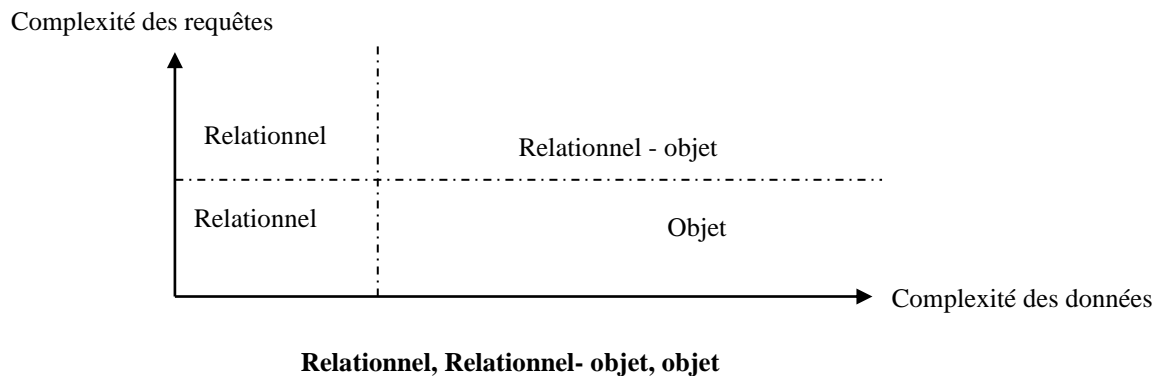 Complexité des requêtes
Relationnel
Relationnel - objet
Relationnel
Objet
Complexité des données
Relationnel, Relationnel- objet, objet